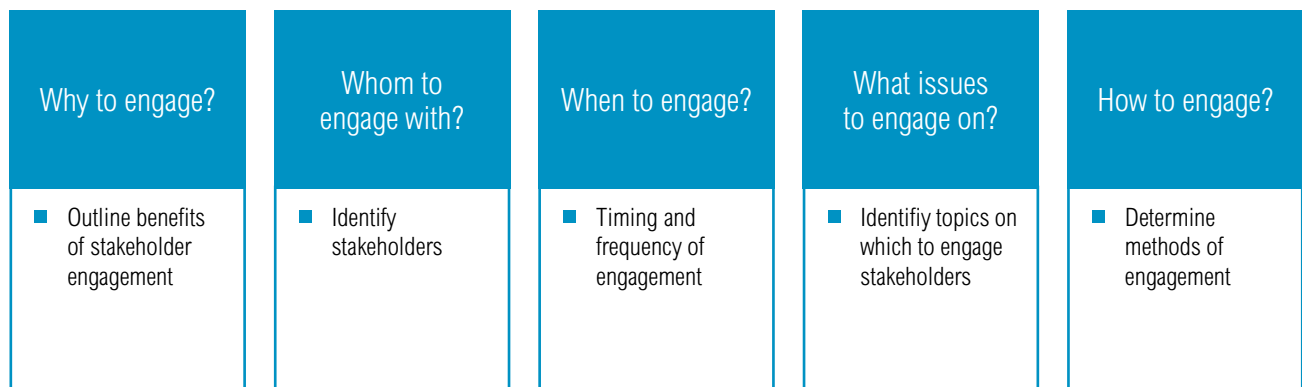 Why to engage?
Outline benefits
of stakeholder
engagement
Whom to
engage with?
Identify
stakeholders
When to engage?
Timing and
frequency of
engagement
What issues
to engage on?
Identifiy topics on
which to engage
stakeholders
How to engage?
Determine
methods of
engagement